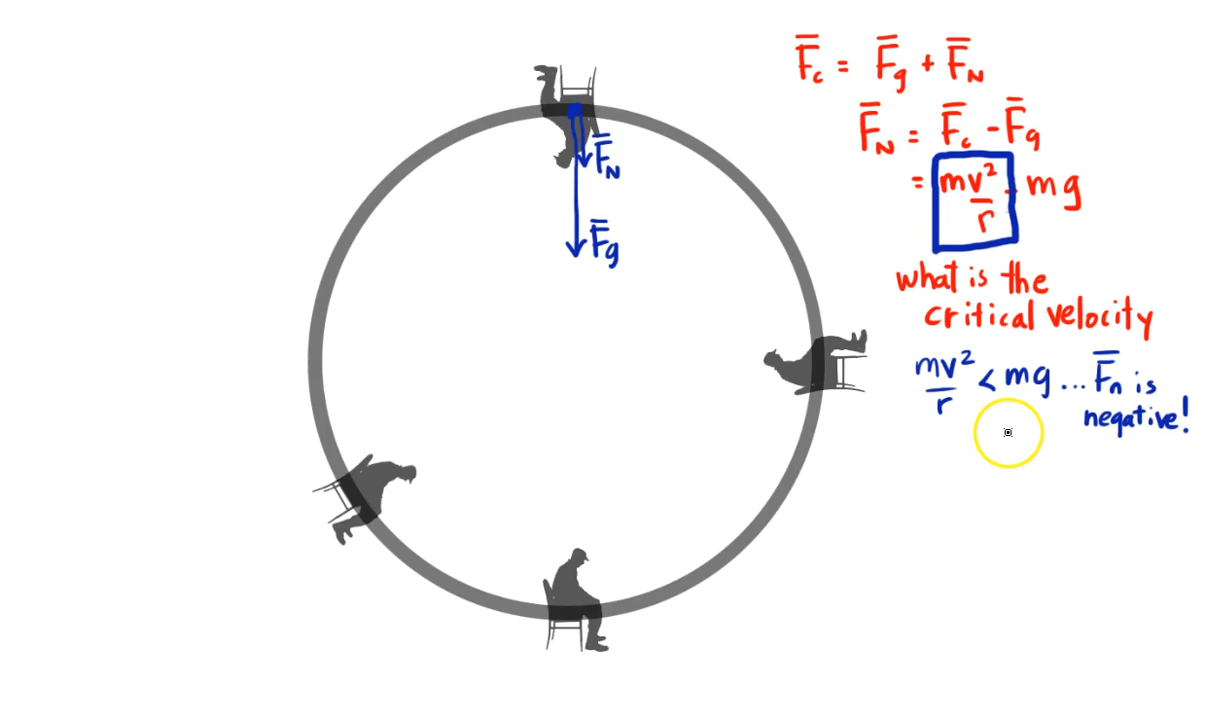 F̅c = F̅g + F̅N
F̅N = F̅c - F̅g
= mv²/r - mg
what is the
critical velocity
mv²/r < mg ... F̅n is
negative!
F̅N
F̅g